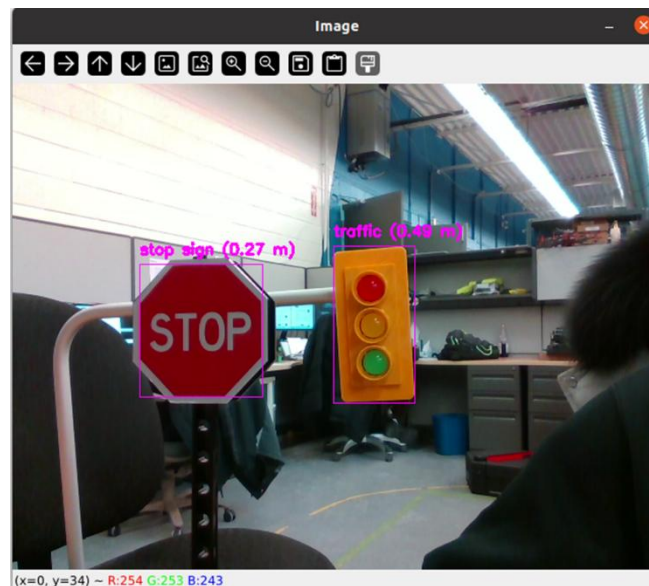 Image
stop sign (0.27 m)
traffic (0.49 m)
STOP
(x=0, y=34) ~ R:254 G:253 B:243